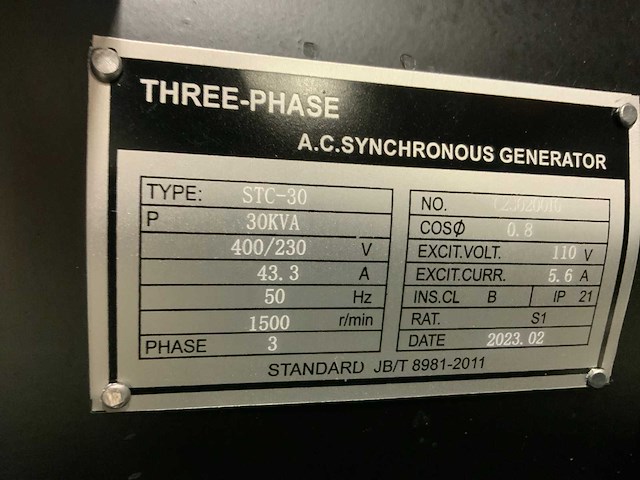 THREE-PHASE
A.C.SYNCHRONOUS GENERATOR
TYPE: STC-30
P 30KVA
400/230 V
43.3 A
50 Hz
1500 r/min
PHASE 3
NO.
COSϕ 0.8
EXCIT.VOLT. 110 V
EXCIT.CURR. 5.6 A
INS.CL B IP 21
RAT. S1
DATE 2023.02
STANDARD JB/T 8981-2011